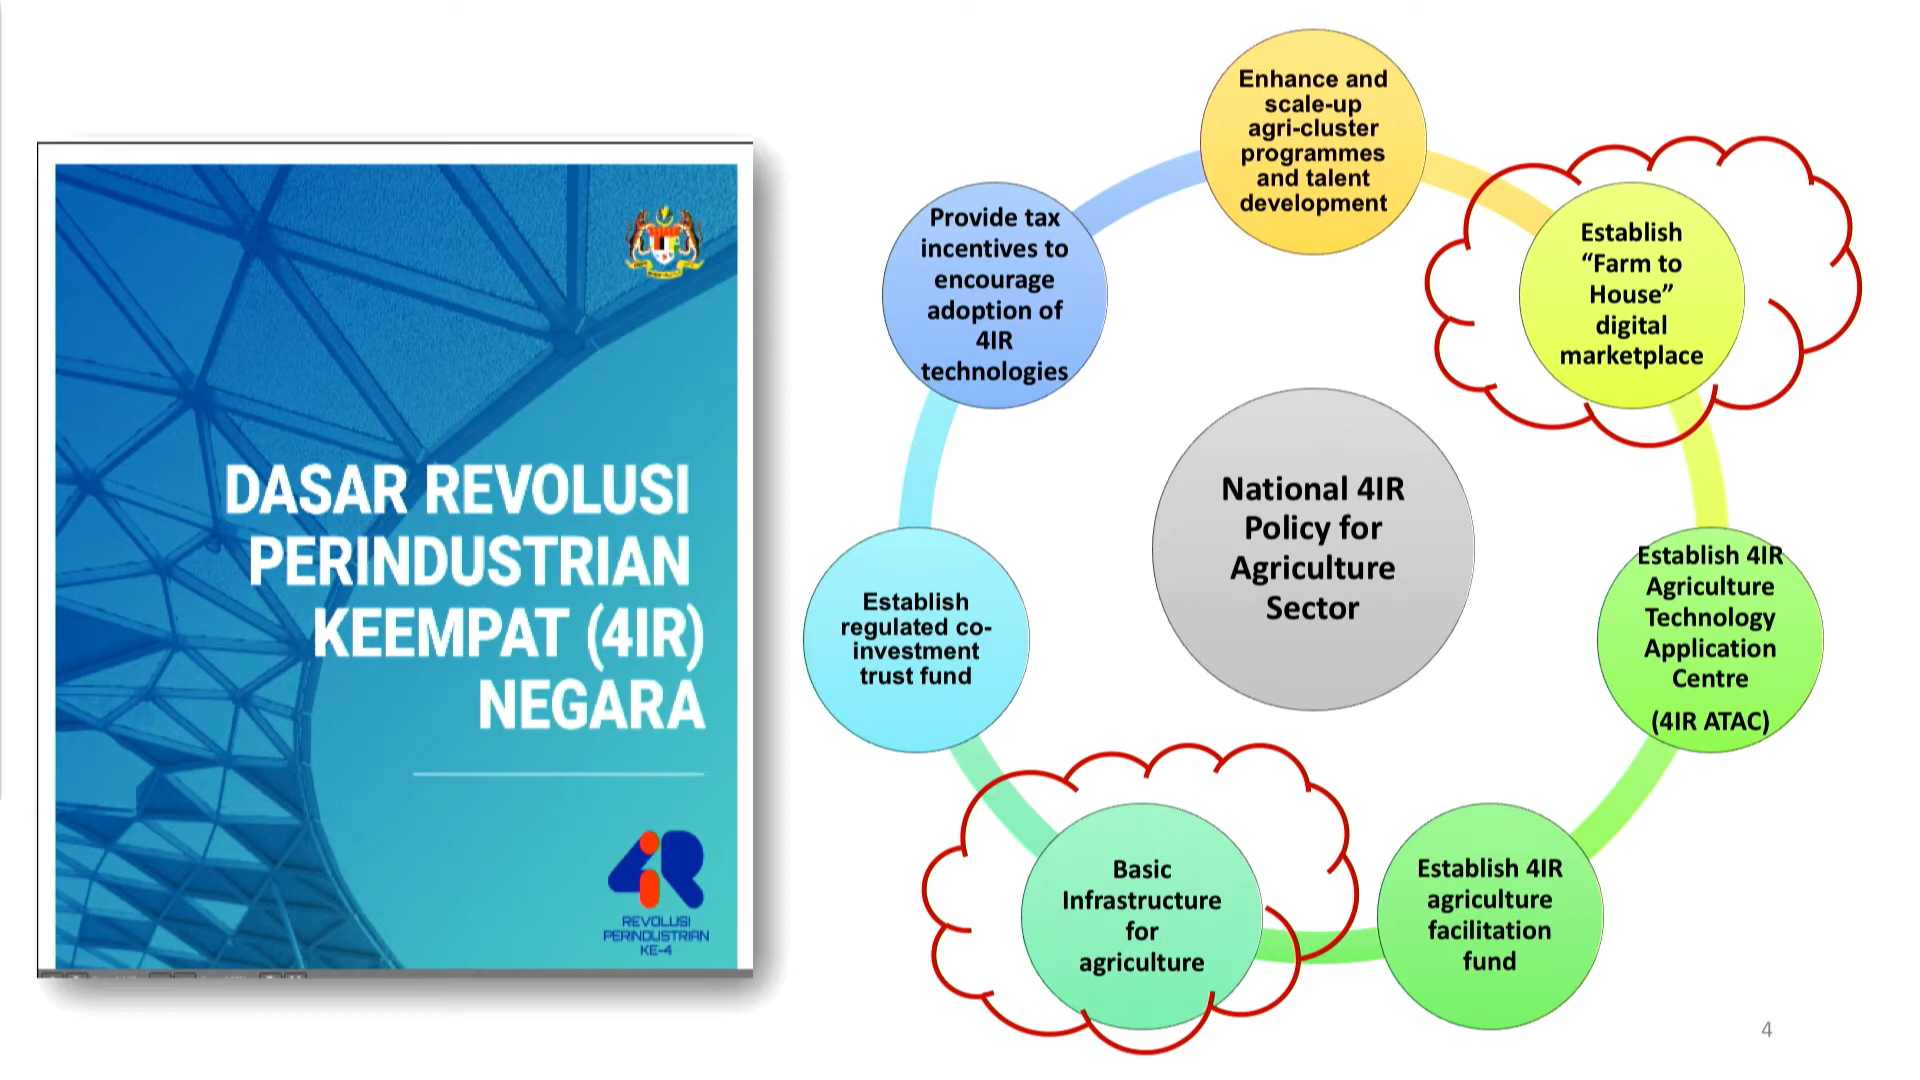 DASAR REVOLUSI
PERINDUSTRIAN
KEEMPAT (4IR)
NEGARA
4IR
REVOLUSI
PERINDUSTRIAN
KE-4
Enhance and
scale-up
agri-cluster
programmes
and talent
development
Establish
“Farm to
House”
digital
marketplace
Establish 4IR
Agriculture
Technology
Application
Centre
(4IR ATAC)
Establish 4IR
agriculture
facilitation
fund
Basic
Infrastructure
for
agriculture
Establish
regulated co-
investment
trust fund
Provide tax
incentives to
encourage
adoption of
4IR
technologies
National 4IR
Policy for
Agriculture
Sector
4